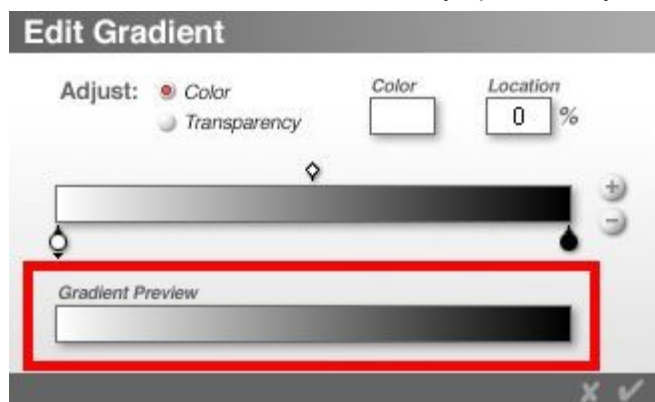 Edit Gradient
Adjust: Color Color Location
Transparency 0 %
Gradient Preview